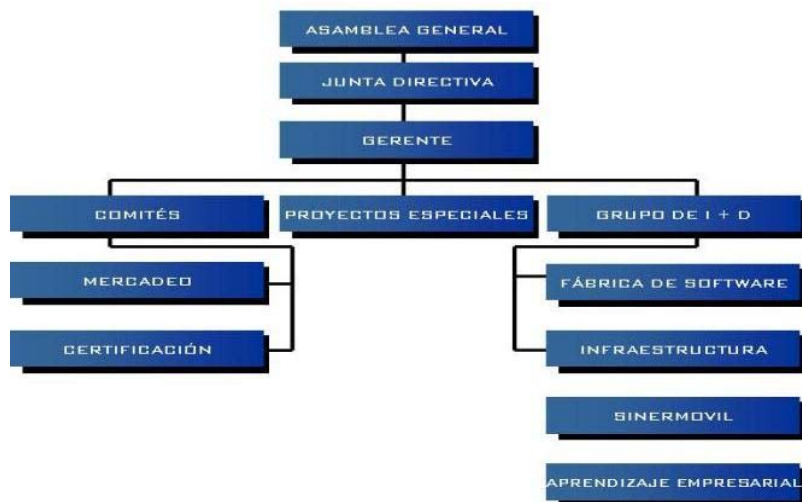 ASAMBLEA GENERAL
JUNTA DIRECTIVA
GERENTE
COMITÉS
PROYECTOS ESPECIALES
GRUPO DE I + D
MERCADEO
FÁBRICA DE SOFTWARE
CERTIFICACIÓN
INFRAESTRUCTURA
SINERMOVIL
APRENDIZAJE EMPRESARIAL